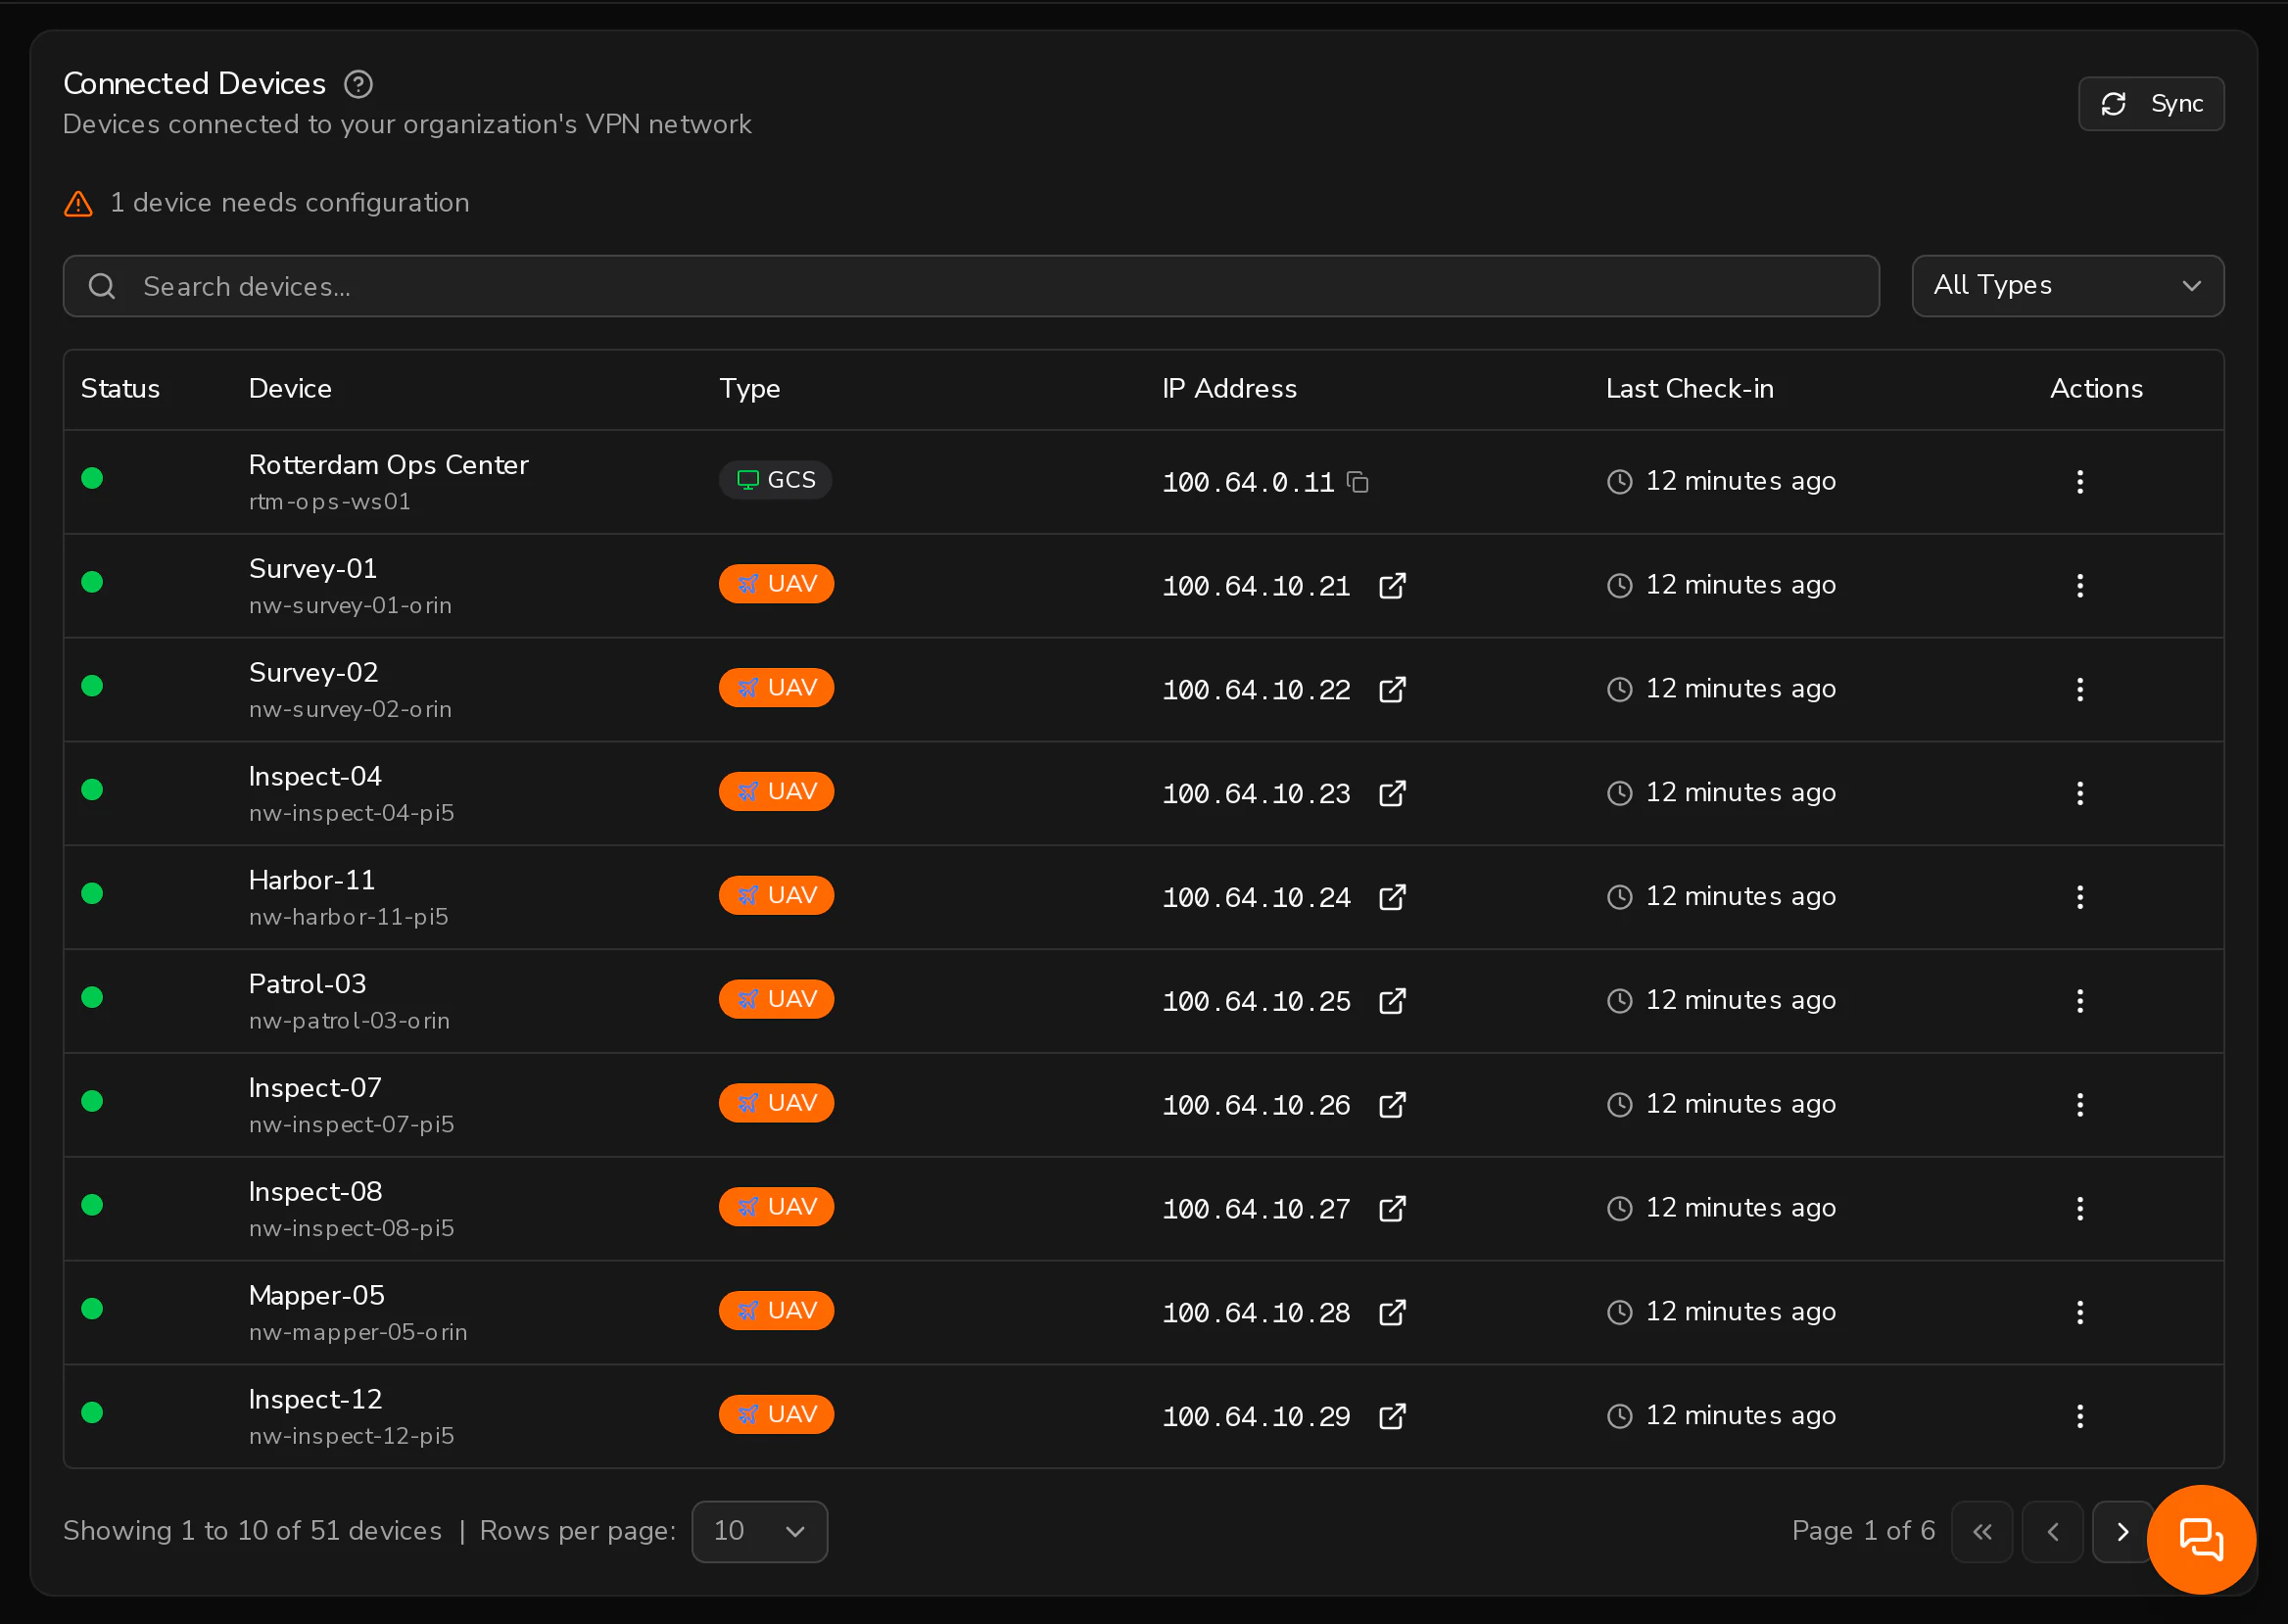 Connected Devices
Devices connected to your organization's VPN network
Sync
1 device needs configuration
Search devices...
All Types
Status Device Type IP Address Last Check-in Actions
Rotterdam Ops Center
rtm-ops-ws01
GCS 100.64.0.11 12 minutes ago
Survey-01
nw-survey-01-orin
UAV 100.64.10.21 12 minutes ago
Survey-02
nw-survey-02-orin
UAV 100.64.10.22 12 minutes ago
Inspect-04
nw-inspect-04-pi5
UAV 100.64.10.23 12 minutes ago
Harbor-11
nw-harbor-11-pi5
UAV 100.64.10.24 12 minutes ago
Patrol-03
nw-patrol-03-orin
UAV 100.64.10.25 12 minutes ago
Inspect-07
nw-inspect-07-pi5
UAV 100.64.10.26 12 minutes ago
Inspect-08
nw-inspect-08-pi5
UAV 100.64.10.27 12 minutes ago
Mapper-05
nw-mapper-05-orin
UAV 100.64.10.28 12 minutes ago
Inspect-12
nw-inspect-12-pi5
UAV 100.64.10.29 12 minutes ago
Showing 1 to 10 of 51 devices | Rows per page: 10 Page 1 of 6